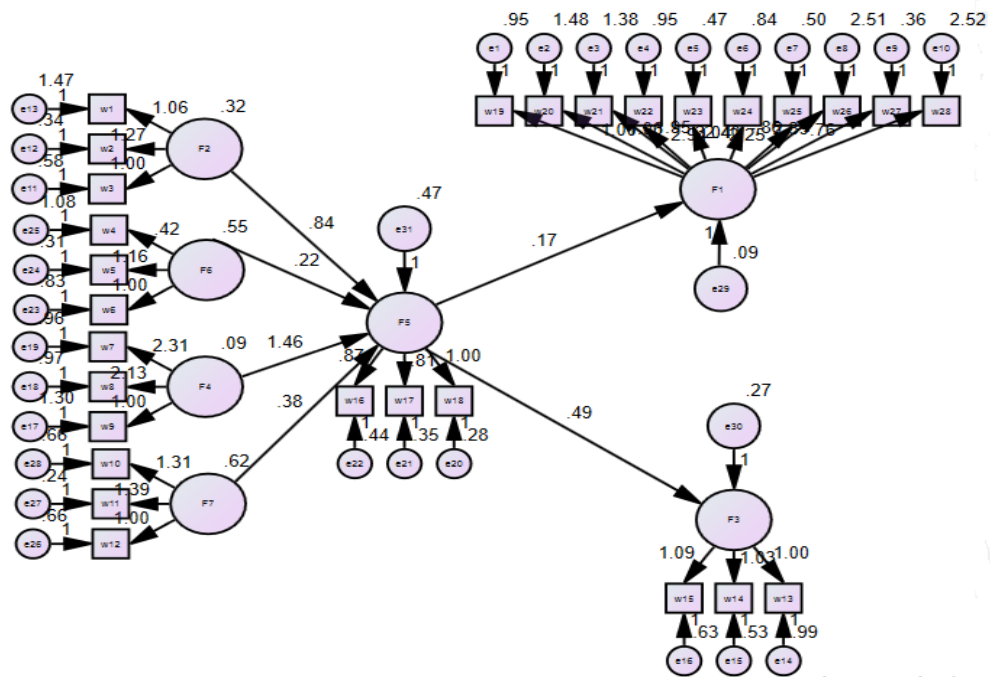 .95 1.48 1.38 .95 .47 .84 .50 2.51 .36 2.52
e1 e2 e3 e4 e5 e6 e7 e8 e9 e10
1 1 1 1 1 1 1 1 1 1
w19 w20 w21 w22 w23 w24 w25 w26 w27 w28
1.47
e13 1 w1 1.06 .32
.34
e12 1 w2 1.27 F2
.58
e11 1 w3 1.00
1.08
e25 1 w4 .42 .55
.31
e24 1 w5 1.16 F6
.83
e23 1 w6 1.00
.96
e19 1 w7 2.31 .09
.97
e18 1 w8 2.13 F4
1.30
e17 1 w9 1.00
.66
e28 1 w10 1.31 .62
.24
e27 1 w11 1.39 F7
.66
e26 1 w12 1.00
.84
.22
1.46
.38
.47
e31
1
F5
.87 .81 1.00
w16 w17 w18
1 1 1
.44 .35 .28
e22 e21 e20
.17
.76
F1
1
.09
e29
.49
.27
e30
1
F3
1.09 1.03 1.00
w15 w14 w13
1 1 1
.63 .53 .99
e16 e15 e14